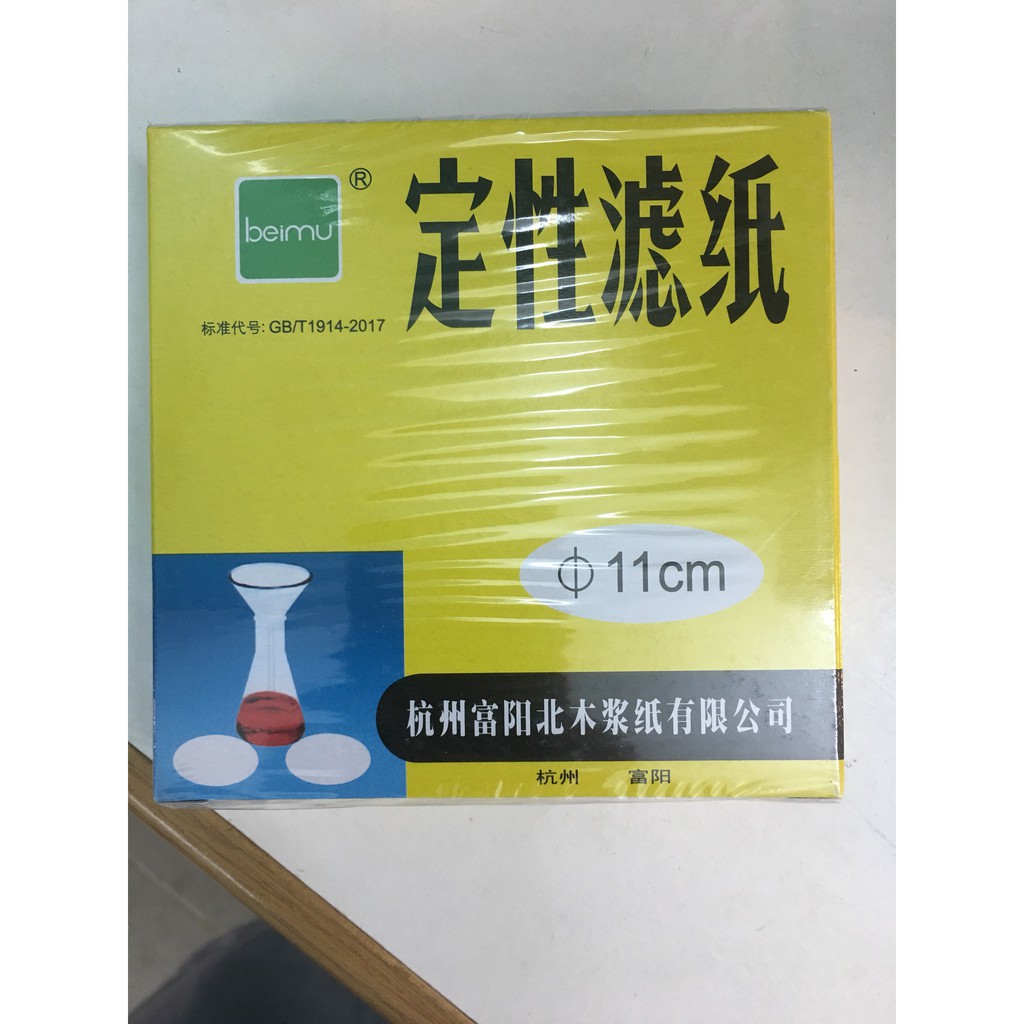 beimu®
定性滤纸
标准代号: GB/T1914-2017
⌀ 11cm
杭州富阳北木浆纸有限公司
杭州 富阳